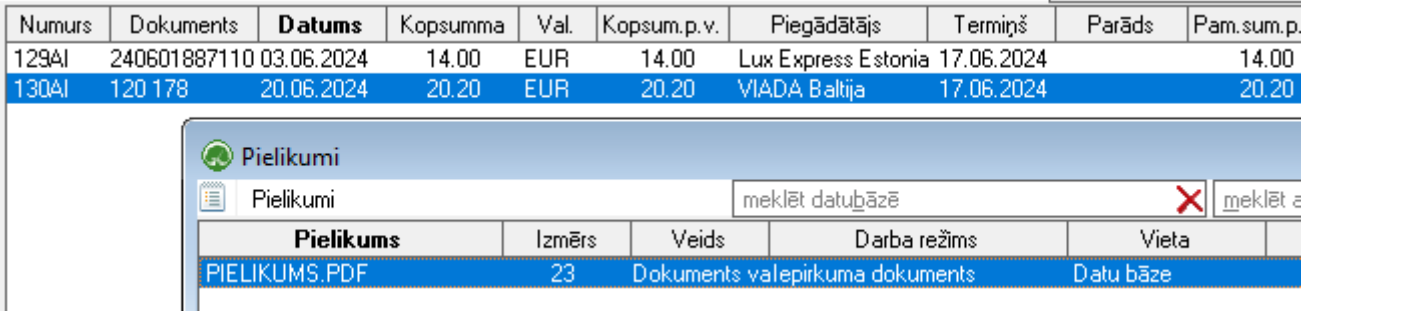 Numurs Dokuments Datums Kopsumma Val. Kopsum.p.v. Piegādātājs Termiņš Parāds Pam.sum.p.
129AI 240601887110 03.06.2024 14.00 EUR 14.00 Lux Express Estonia 17.06.2024 14.00
130AI 120 178 20.06.2024 20.20 EUR 20.20 VIADA Baltija 17.06.2024 20.20
Pielikumi
Pielikumi meklēt datubāzē meklēt a
Pielikums Izmērs Veids Darba režīms Vieta
PIELIKUMS.PDF 23 Dokuments va Iepirkuma dokuments Datu bāze